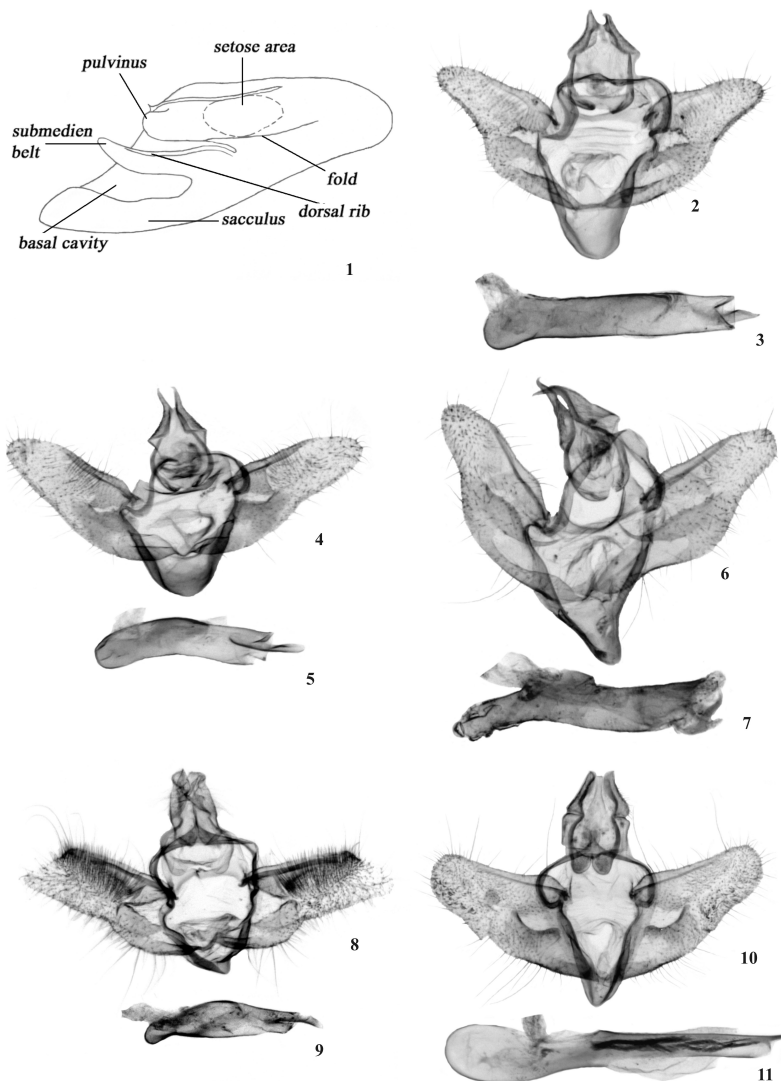 setose area
pulvinus
submedien
belt
fold
dorsal rib
sacculus
basal cavity
1
2
3
4
5
6
7
8
9
10
11